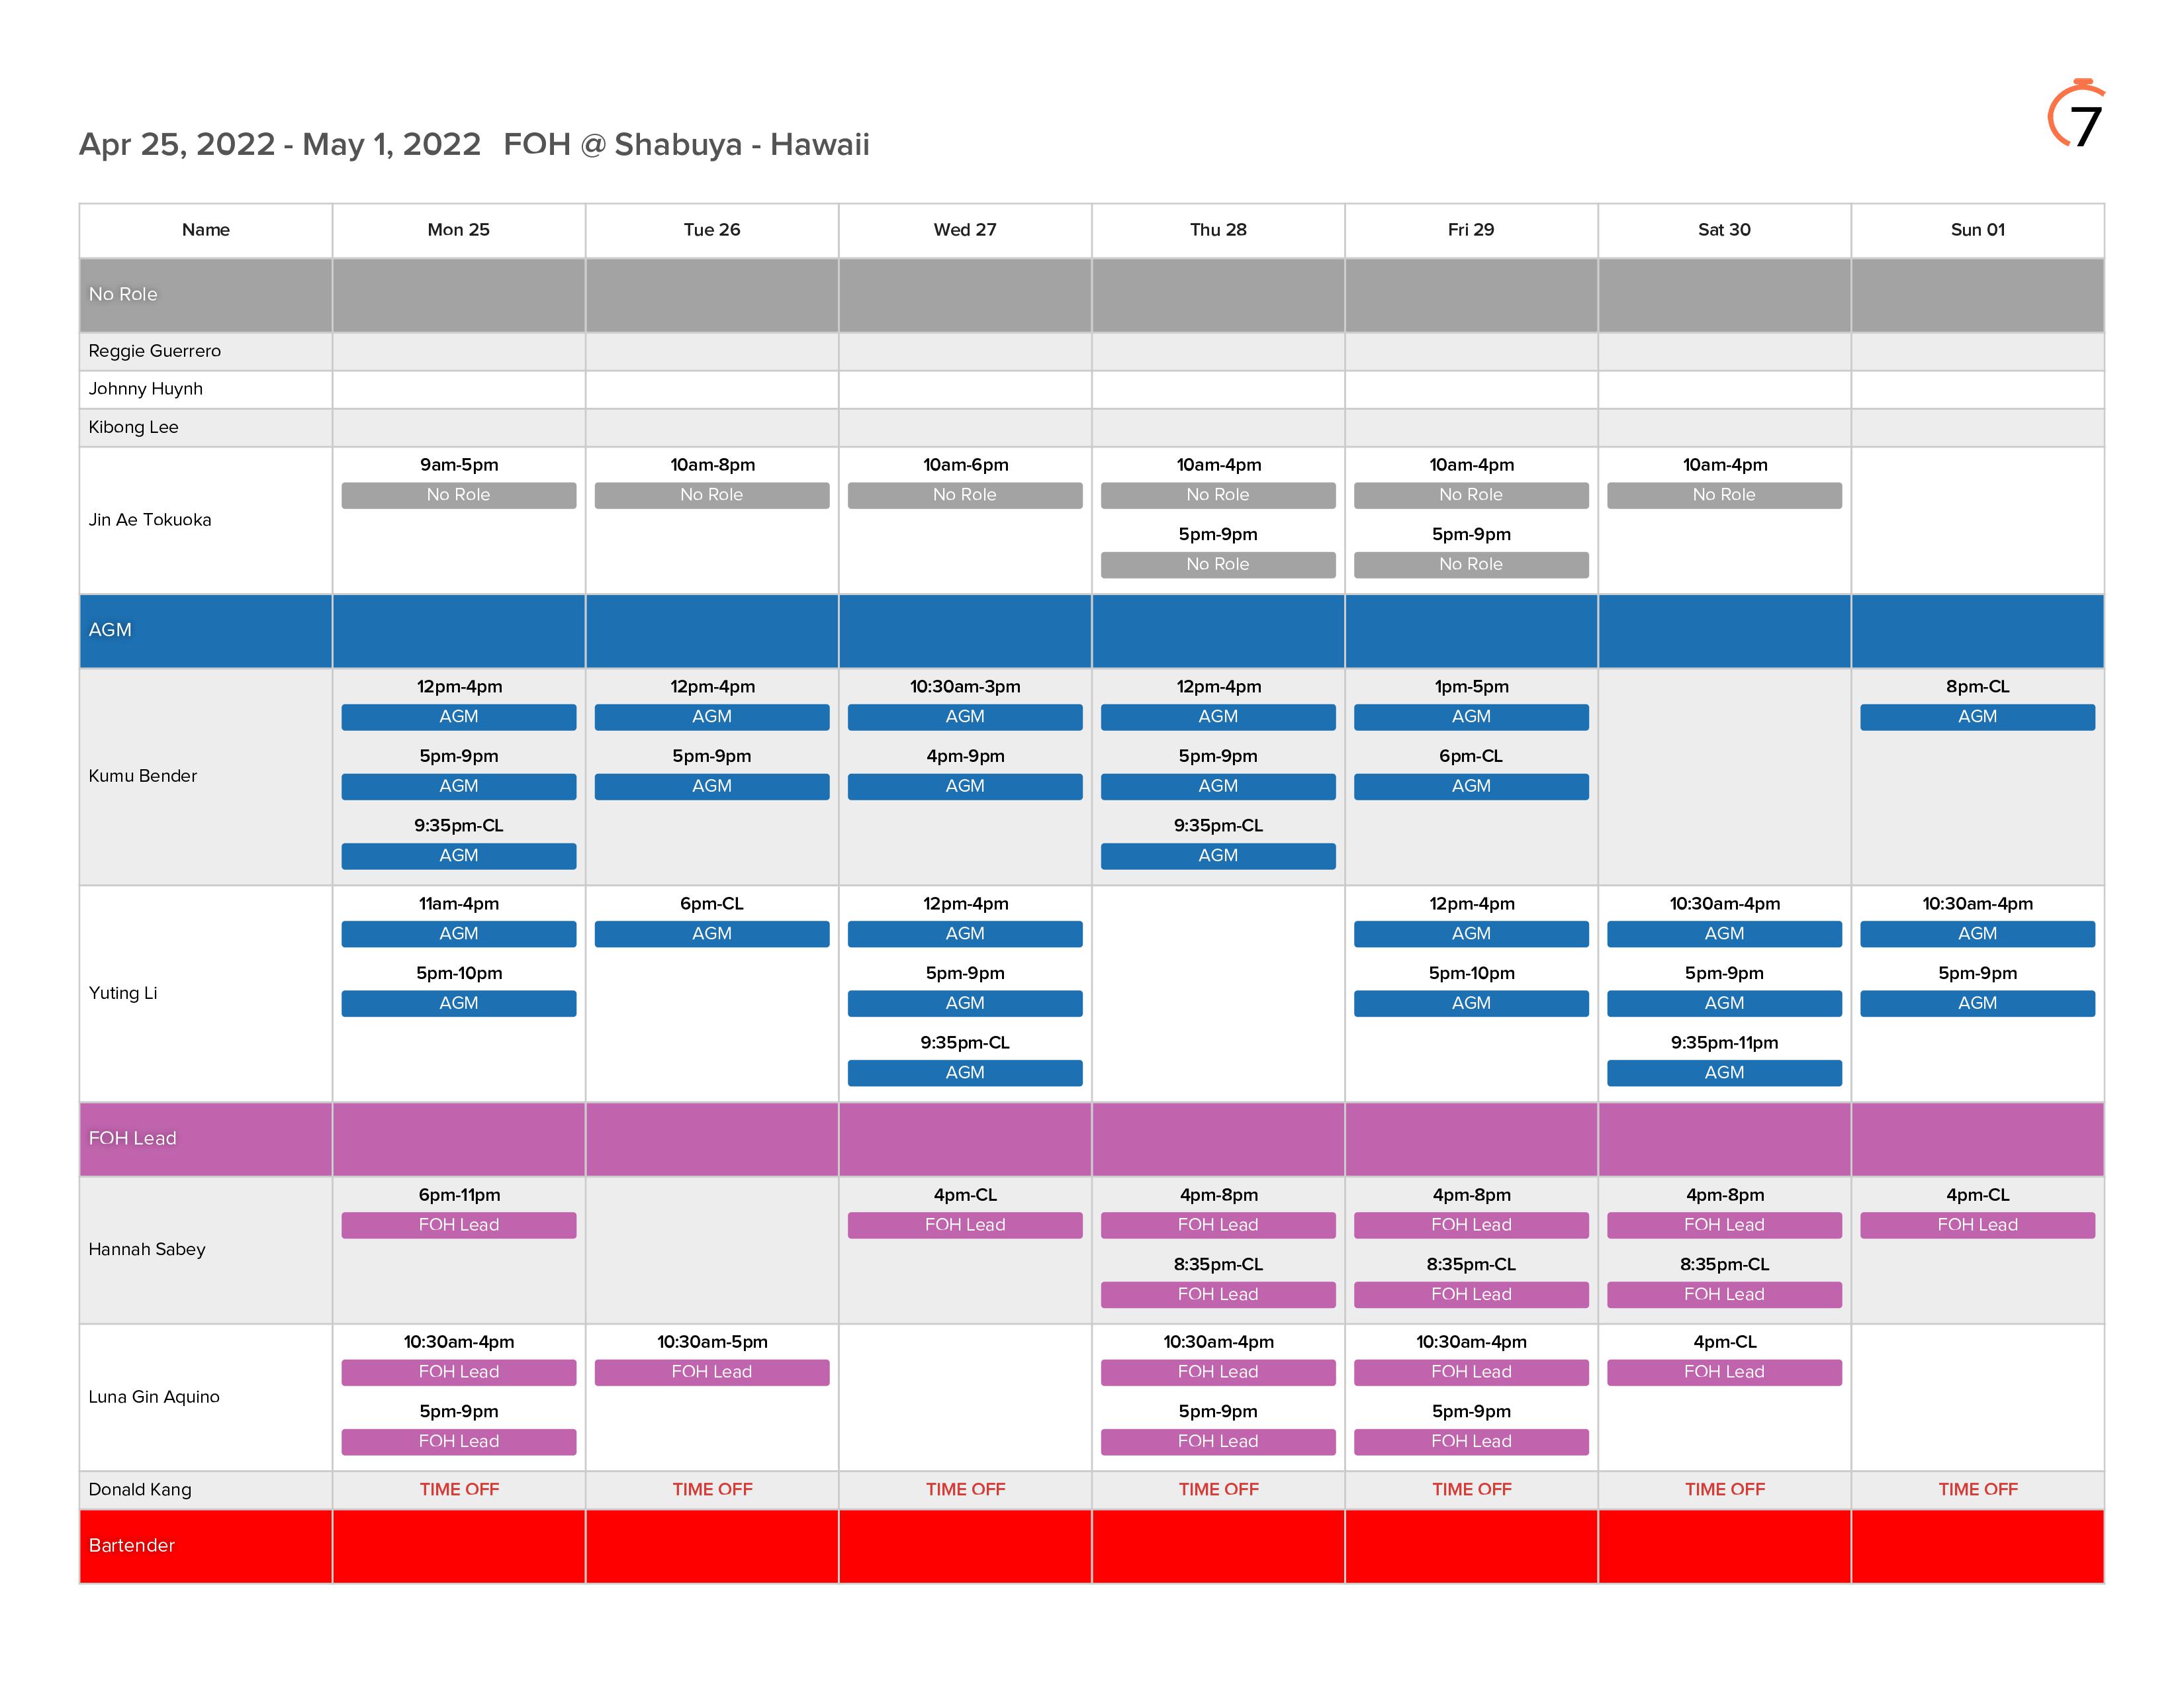 7
Apr 25, 2022 - May 1, 2022 FOH @ Shabuya - Hawaii
Name Mon 25 Tue 26 Wed 27 Thu 28 Fri 29 Sat 30 Sun 01
No Role
Reggie Guerrero
Johnny Huynh
Kibong Lee
9am-5pm 10am-8pm 10am-6pm 10am-4pm 10am-4pm 10am-4pm
No Role No Role No Role No Role No Role No Role
Jin Ae Tokuoka
5pm-9pm 5pm-9pm
No Role No Role
AGM
12pm-4pm 12pm-4pm 10:30am-3pm 12pm-4pm 1pm-5pm 8pm-CL
AGM AGM AGM AGM AGM AGM
5pm-9pm 5pm-9pm 4pm-9pm 5pm-9pm 6pm-CL
Kumu Bender
AGM AGM AGM AGM AGM
9:35pm-CL 9:35pm-CL
AGM AGM
11am-4pm 6pm-CL 12pm-4pm 12pm-4pm 10:30am-4pm 10:30am-4pm
AGM AGM AGM AGM AGM AGM
5pm-10pm 5pm-9pm 5pm-10pm 5pm-9pm 5pm-9pm
Yuting Li
AGM AGM AGM AGM AGM
9:35pm-CL 9:35pm-11pm
AGM AGM
FOH Lead
6pm-11pm 4pm-CL 4pm-8pm 4pm-8pm 4pm-8pm 4pm-CL
FOH Lead FOH Lead FOH Lead FOH Lead FOH Lead FOH Lead
Hannah Sabey
8:35pm-CL 8:35pm-CL 8:35pm-CL
FOH Lead FOH Lead FOH Lead
10:30am-4pm 10:30am-5pm 10:30am-4pm 10:30am-4pm 4pm-CL
FOH Lead FOH Lead FOH Lead FOH Lead FOH Lead
Luna Gin Aquino
5pm-9pm 5pm-9pm 5pm-9pm
FOH Lead FOH Lead FOH Lead
Donald Kang TIME OFF TIME OFF TIME OFF TIME OFF TIME OFF TIME OFF TIME OFF
Bartender